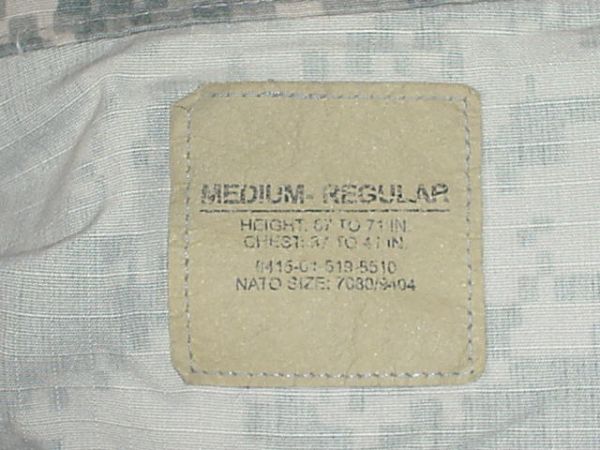 MEDIUM- REGULAR
HEIGHT: 67 TO 71 IN.
CHEST: 37 TO 41 IN.
8415-01-519-8510
NATO SIZE: 7080/9404